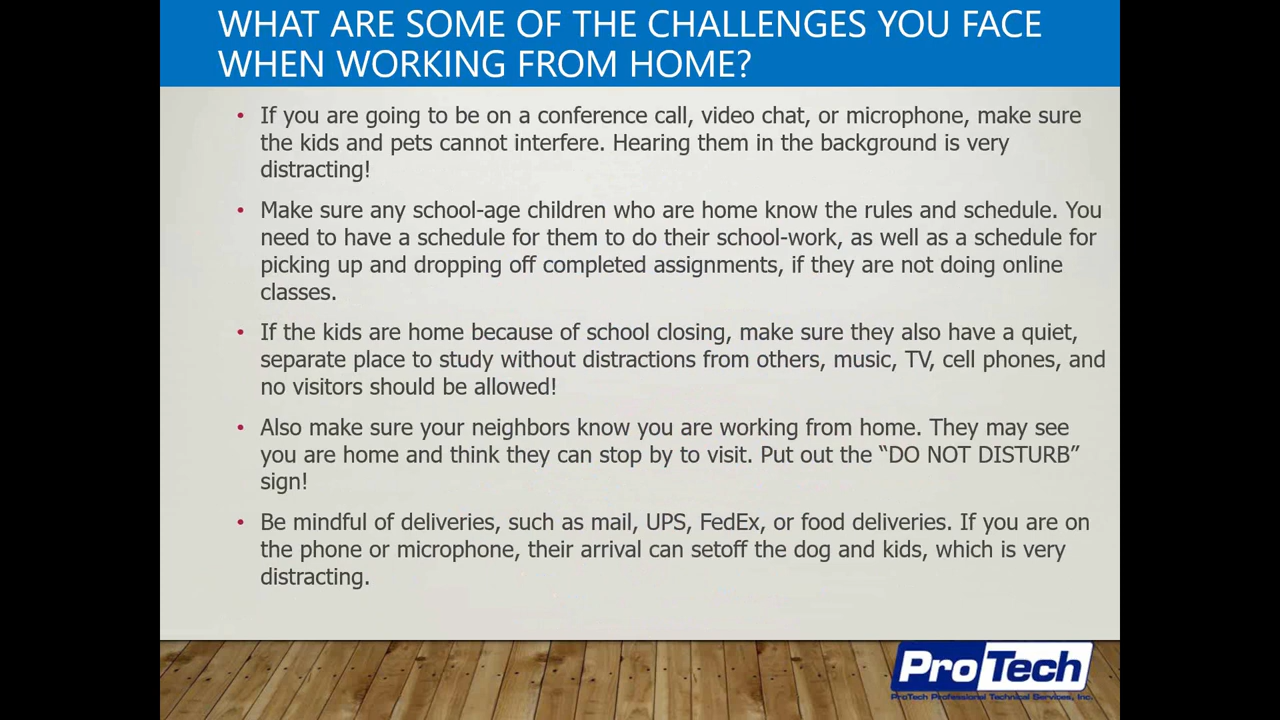 WHAT ARE SOME OF THE CHALLENGES YOU FACE
WHEN WORKING FROM HOME?
• If you are going to be on a conference call, video chat, or microphone, make sure
the kids and pets cannot interfere. Hearing them in the background is very
distracting!
• Make sure any school-age children who are home know the rules and schedule. You
need to have a schedule for them to do their school-work, as well as a schedule for
picking up and dropping off completed assignments, if they are not doing online
classes.
• If the kids are home because of school closing, make sure they also have a quiet,
separate place to study without distractions from others, music, TV, cell phones, and
no visitors should be allowed!
• Also make sure your neighbors know you are working from home. They may see
you are home and think they can stop by to visit. Put out the “DO NOT DISTURB”
sign!
• Be mindful of deliveries, such as mail, UPS, FedEx, or food deliveries. If you are on
the phone or microphone, their arrival can setoff the dog and kids, which is very
distracting.
ProTech
ProTech Professional Technical Services, Inc.